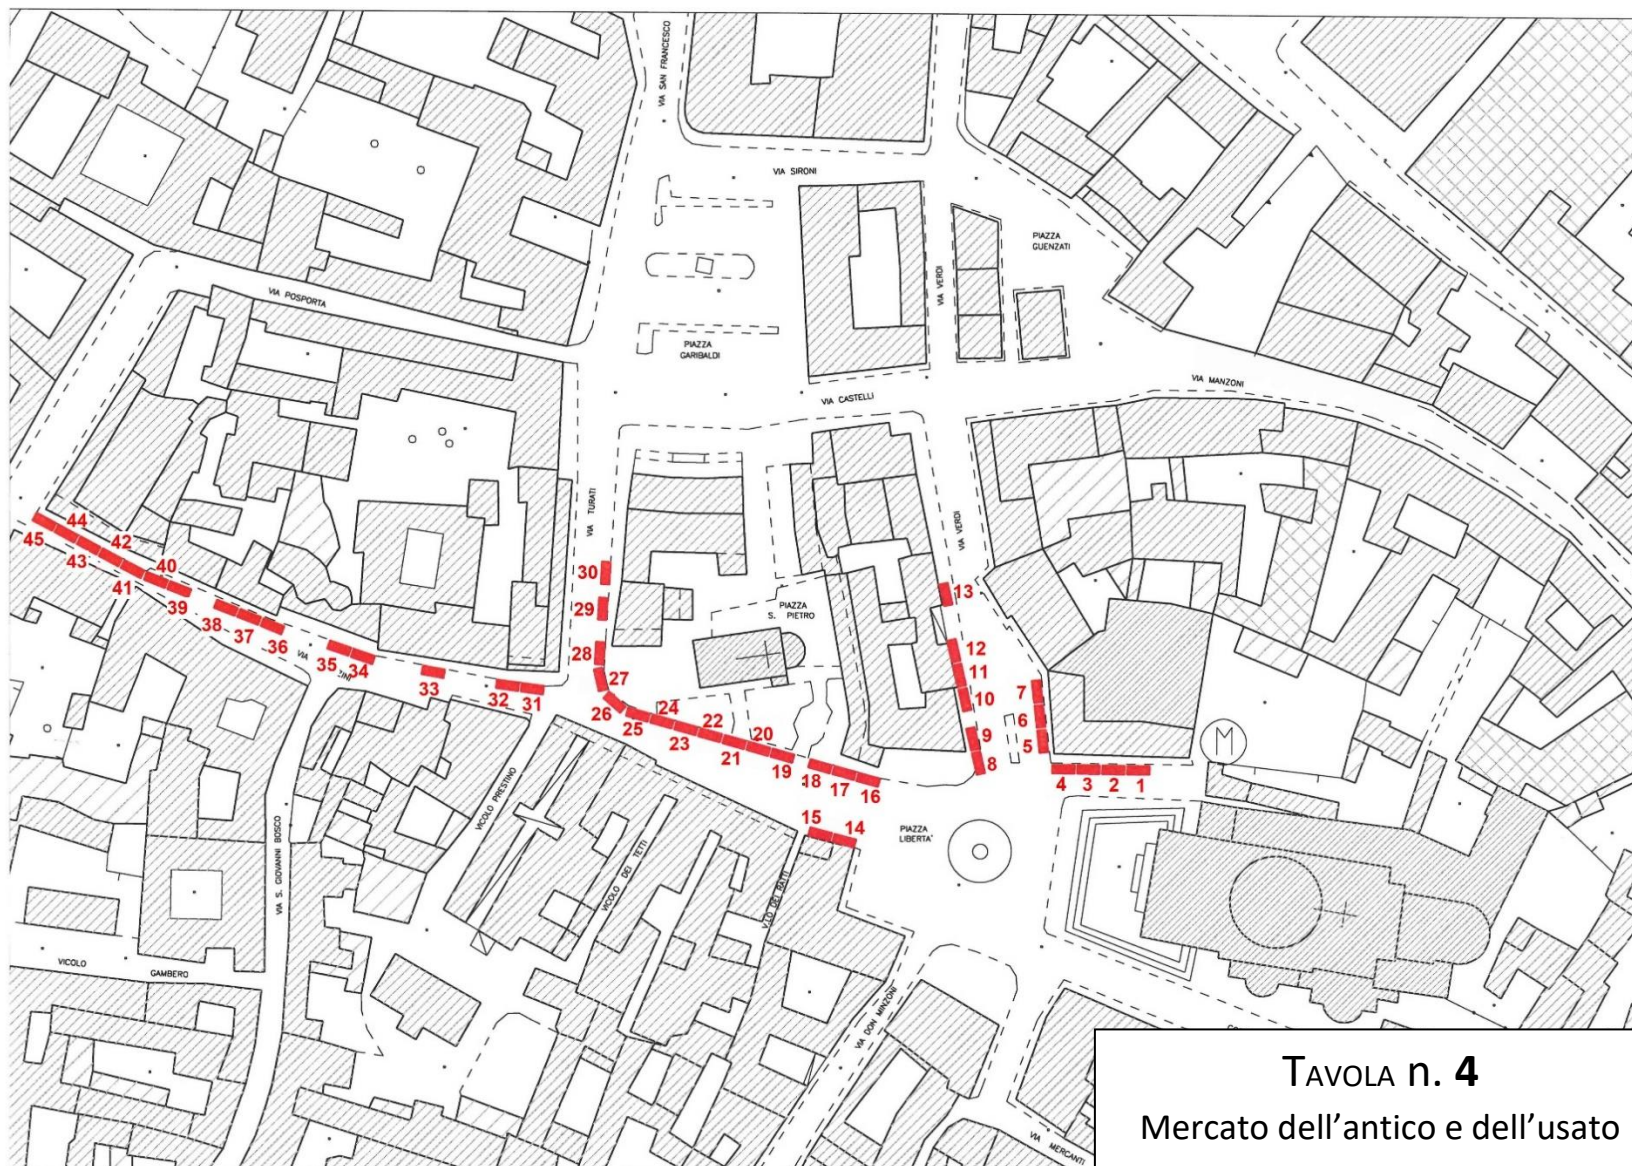 VIA SAN FRANCESCO
VIA SIRONI
PIAZZA
GUENZATI
VIA VERDI
VIA POSPORTA
PIAZZA
GARIBALDI
VIA MANZONI
VIA CASTELLI
VIA TURATI
VIA VERDI
44
45
43
42
41
40
39
38
37
36
35
34
33
32
31
30
29
28
27
26
25
24
23
22
21
20
19
18
17
16
15
14
13
12
11
10
9
8
7
6
5
4
3
2
1
PIAZZA
S. PIETRO
VIA
M
PIAZZA
LIBERTA'
VICOLO PRESTINO
VICOLO DEI TETTI
V.LO DEI RATTI
VIA S. GIOVANNI BOSCO
VICOLO
GAMBERO
VIA DON MINZONI
VIA MERCANTI
TAVOLA n. 4
Mercato dell’antico e dell’usato